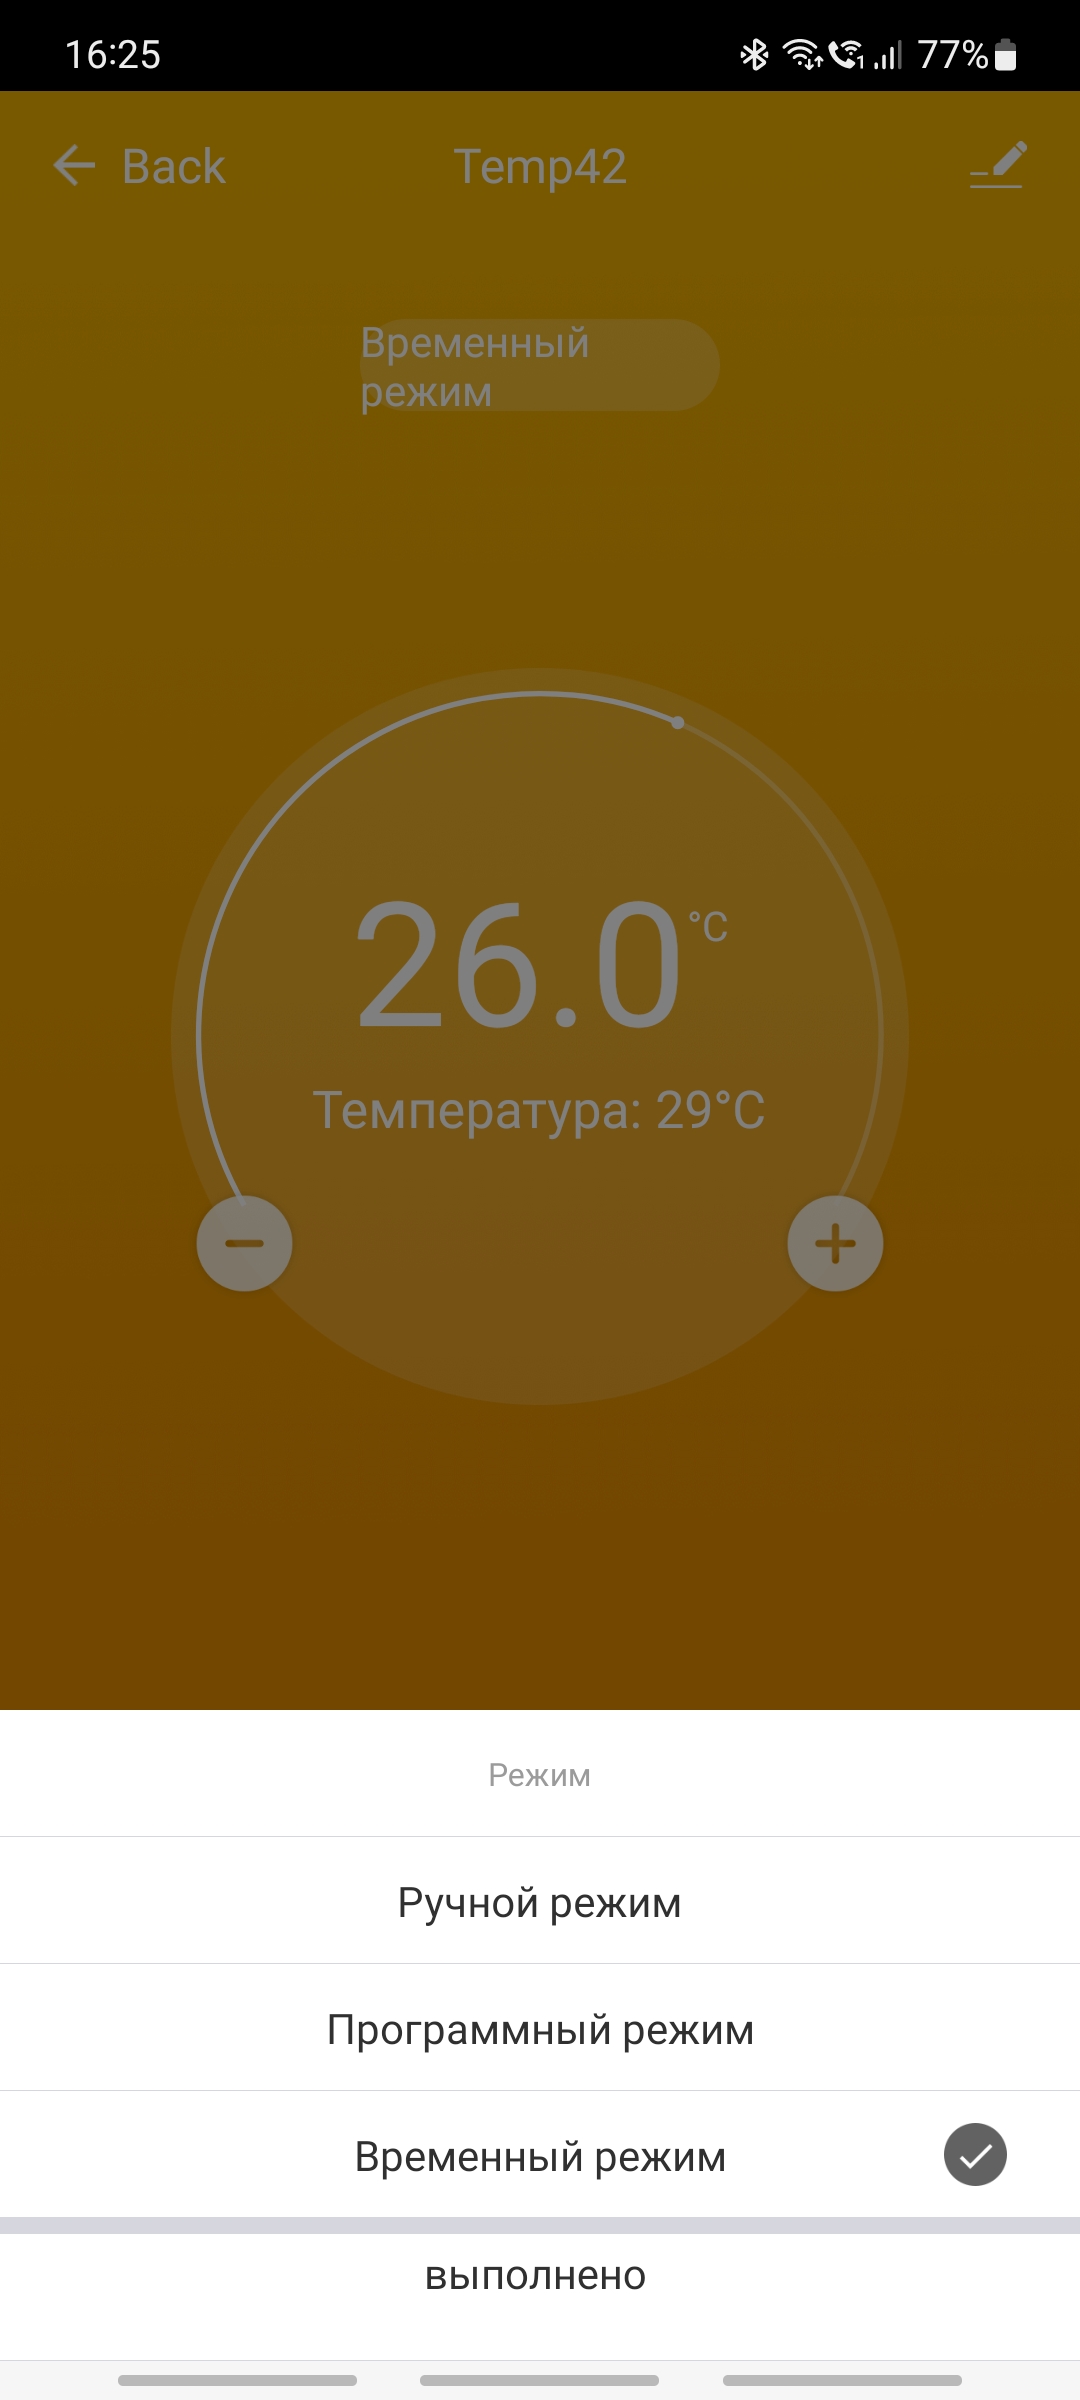 16:25 77%
Back Temp42
Временный
режим
26.0 °C
Температура: 29°C
Режим
Ручной режим
Программный режим
Временный режим
выполнено